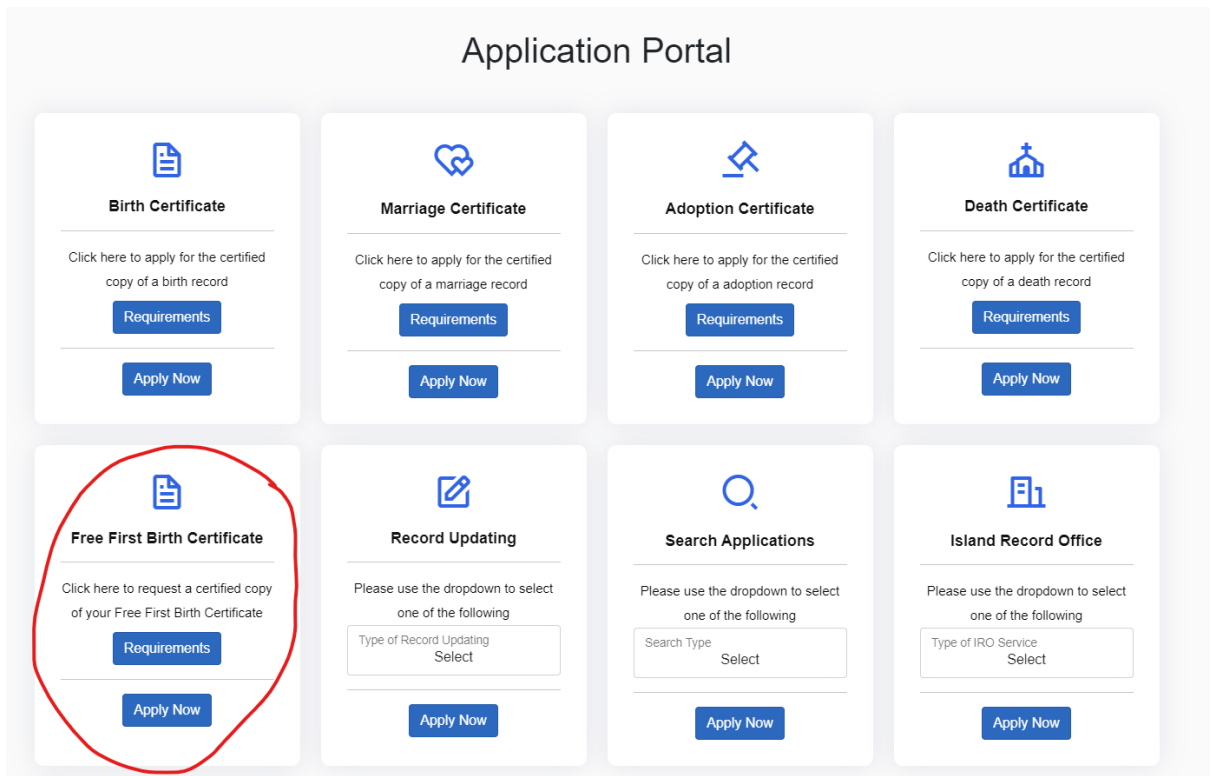 Application Portal
Birth Certificate
Click here to apply for the certified
copy of a birth record
Requirements
Apply Now
Marriage Certificate
Click here to apply for the certified
copy of a marriage record
Requirements
Apply Now
Adoption Certificate
Click here to apply for the certified
copy of a adoption record
Requirements
Apply Now
Death Certificate
Click here to apply for the certified
copy of a death record
Requirements
Apply Now
Free First Birth Certificate
Click here to request a certified copy
of your Free First Birth Certificate
Requirements
Apply Now
Record Updating
Please use the dropdown to select
one of the following
Type of Record Updating
Select
Apply Now
Search Applications
Please use the dropdown to select
one of the following
Search Type
Select
Apply Now
Island Record Office
Please use the dropdown to select
one of the following
Type of IRO Service
Select
Apply Now